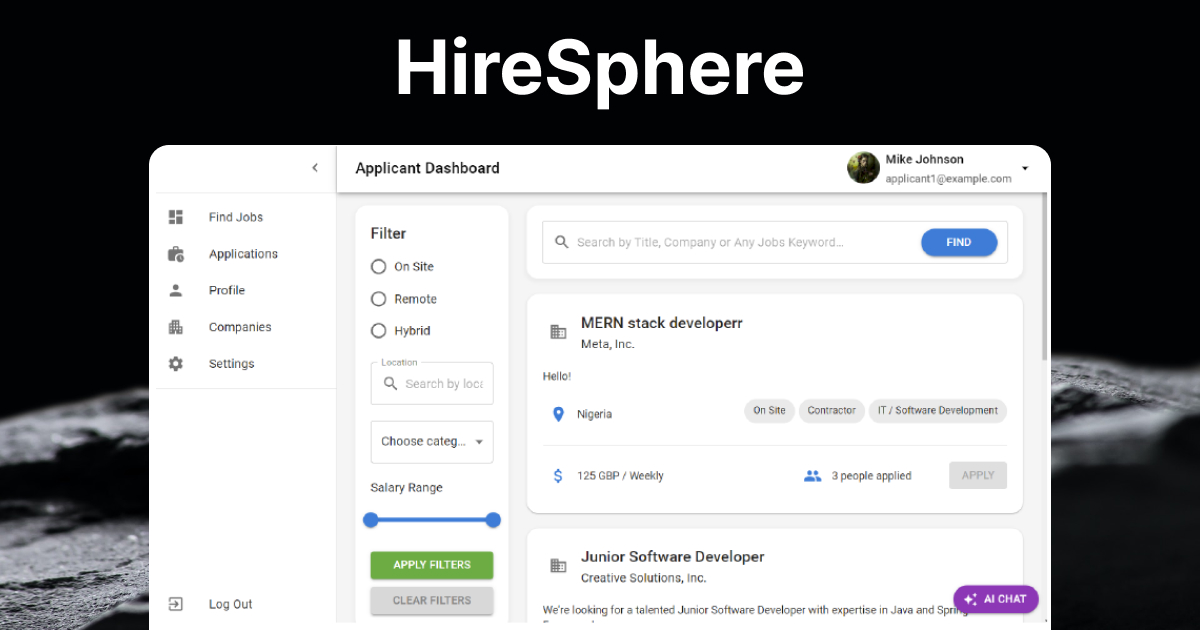 HireSphere
Applicant Dashboard
Mike Johnson
applicant1@example.com
Find Jobs
Applications
Profile
Companies
Settings
Log Out
Filter
On Site
Remote
Hybrid
Location
Search by loca
Choose categ...
Salary Range
APPLY FILTERS
CLEAR FILTERS
Search by Title, Company or Any Jobs Keyword...
FIND
MERN stack developerr
Meta, Inc.
Hello!
Nigeria
On Site
Contractor
IT / Software Development
125 GBP / Weekly
3 people applied
APPLY
Junior Software Developer
Creative Solutions, Inc.
We're looking for a talented Junior Software Developer with expertise in Java and Spring
AI CHAT